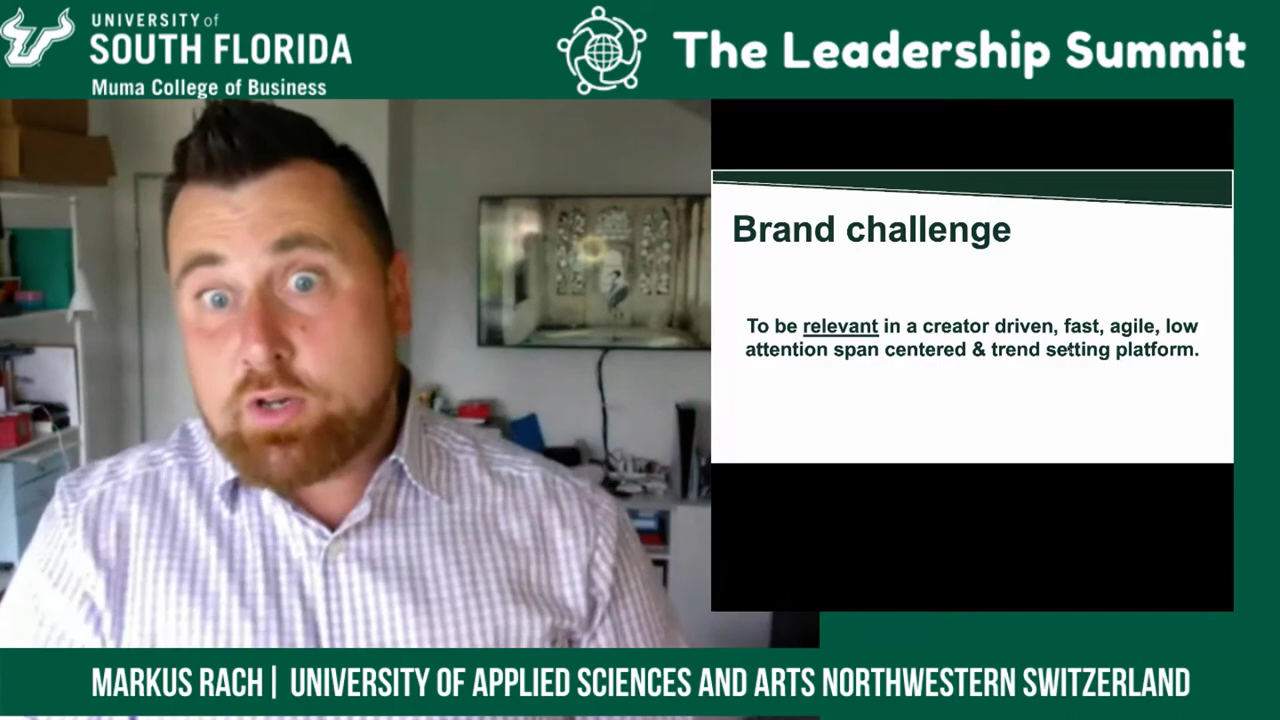 UNIVERSITY of
SOUTH FLORIDA
Muma College of Business
The Leadership Summit
Brand challenge
To be relevant in a creator driven, fast, agile, low
attention span centered & trend setting platform.
MARKUS RACH | UNIVERSITY OF APPLIED SCIENCES AND ARTS NORTHWESTERN SWITZERLAND